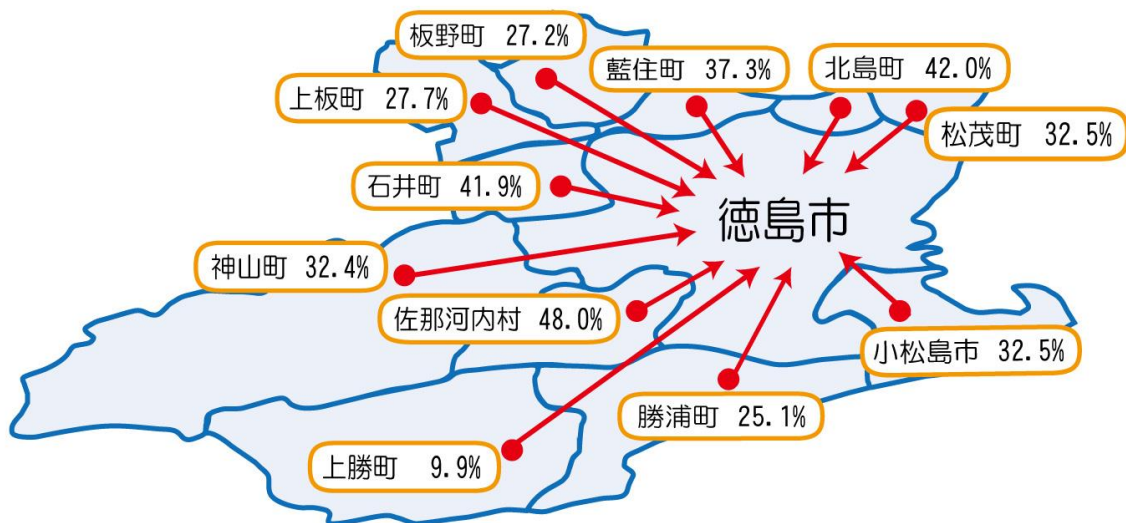 板野町 27.2%
藍住町 37.3%
北島町 42.0%
上板町 27.7%
松茂町 32.5%
石井町 41.9%
徳島市
神山町 32.4%
佐那河内村 48.0%
小松島市 32.5%
勝浦町 25.1%
上勝町 9.9%